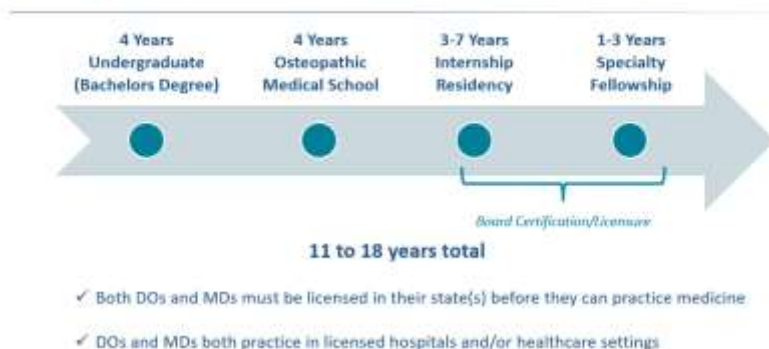 4 Years
Undergraduate
(Bachelors Degree)
4 Years
Osteopathic
Medical School
3-7 Years
Internship
Residency
1-3 Years
Specialty
Fellowship
Board Certification/Licensure
11 to 18 years total
✓ Both DOs and MDs must be licensed in their state(s) before they can practice medicine
✓ DOs and MDs both practice in licensed hospitals and/or healthcare settings